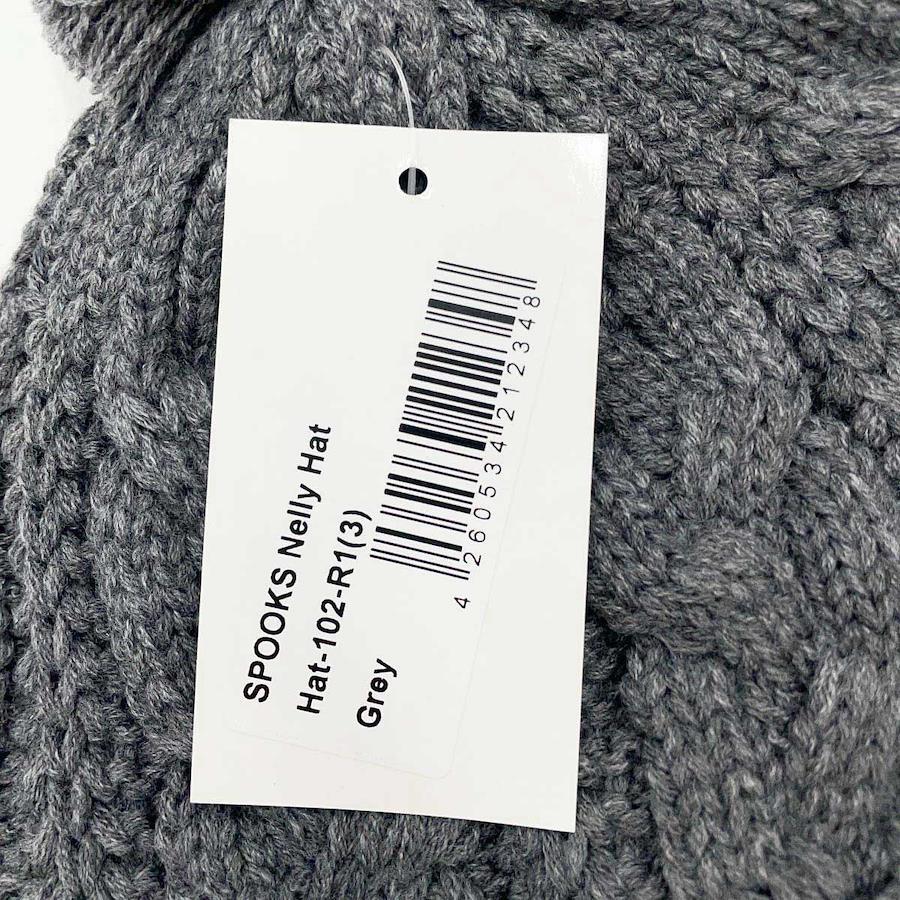 SPOOKS Nelly Hat
Hat-102-R1(3)
Grey
4 260534 212348